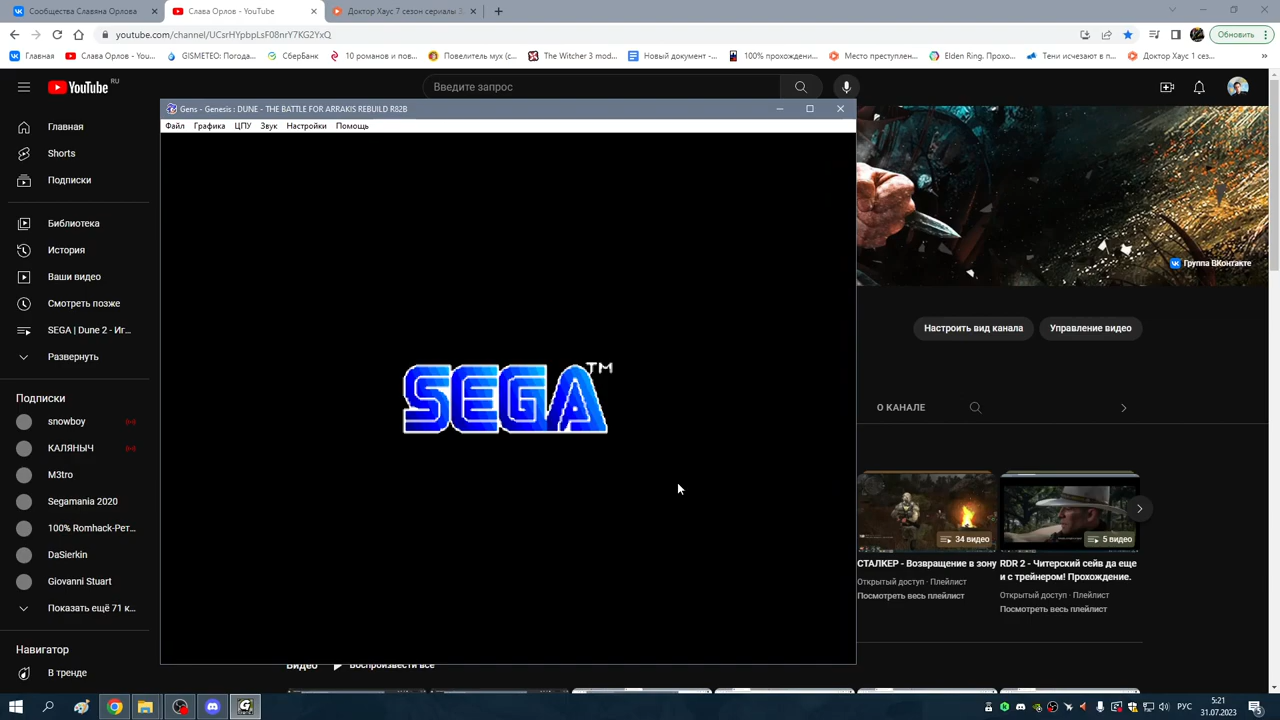 Сообщества Славяна Орлова
Слава Орлов - YouTube
Доктор Хаус 7 сезон сериалы 3...
youtube.com/channel/UCsrHYpbpLsF08nrY7KG2YxQ
Обновить
Главная
Слава Орлов - You...
GISMETEO: Погода...
СберБанк
10 романов и пов...
Повелитель мух (с...
The Witcher 3 mod...
Новый документ -...
100% прохождени...
Место преступлен...
Elden Ring. Прохо...
Тени исчезают в п...
Доктор Хаус 1 сез...
YouTube RU
Введите запрос
Gens - Genesis : DUNE - THE BATTLE FOR ARRAKIS REBUILD R82B
Файл Графика ЦПУ Звук Настройки Помощь
SEGA TM
Главная
Shorts
Подписки
Библиотека
История
Ваши видео
Смотреть позже
SEGA | Dune 2 - Иг...
Развернуть
Подписки
snowboy
КАЛЯНЫЧ
M3tro
Segamania 2020
100% Romhack-Рет...
DaSierkin
Giovanni Stuart
Показать ещё 71 к...
Навигатор
В тренде
Группа ВКонтакте
Настроить вид канала
Управление видео
О КАНАЛЕ
34 видео
5 видео
СТАЛКЕР - Возвращение в зону
Открытый доступ · Плейлист
Посмотреть весь плейлист
RDR 2 - Читерский сейв да еще
и с трейнером! Прохождение.
Открытый доступ · Плейлист
Посмотреть весь плейлист
Видео
Воспроизвести все
РУС
5:21
31.07.2023